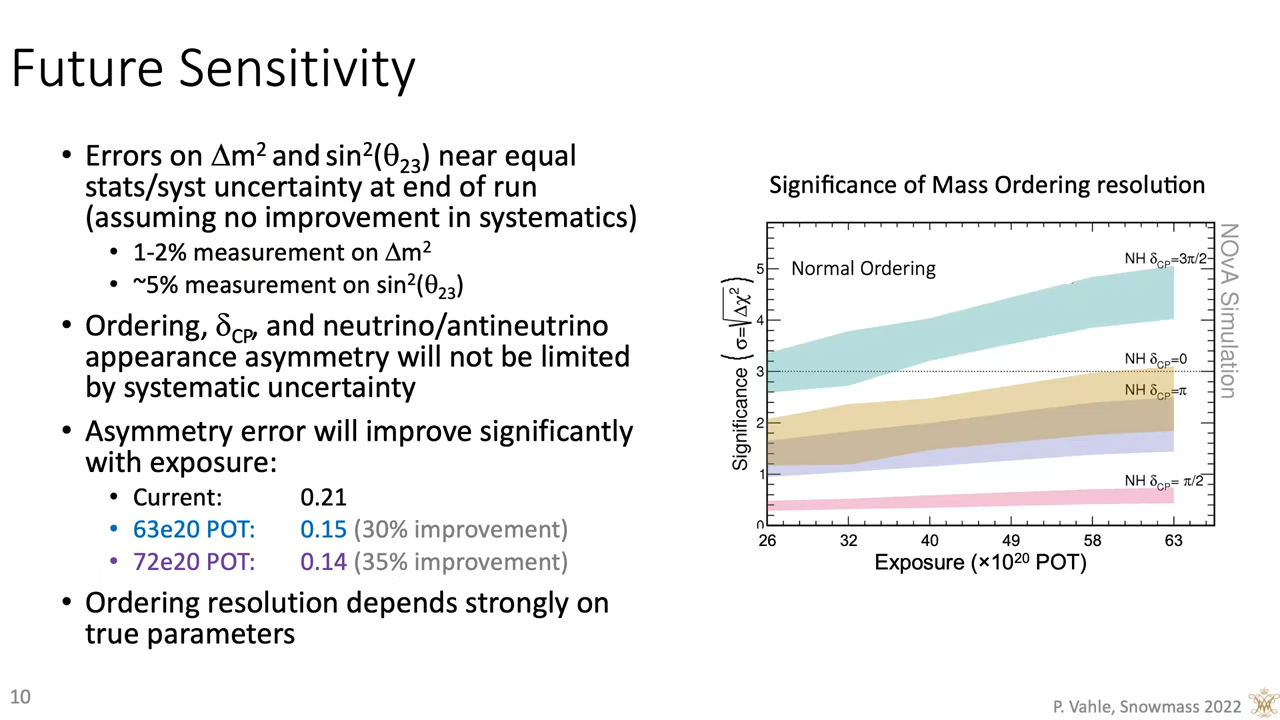 Future Sensitivity
• Errors on Δm² and sin²(θ₂₃) near equal
stats/syst uncertainty at end of run
(assuming no improvement in systematics)
• 1-2% measurement on Δm²
• ~5% measurement on sin²(θ₂₃)
• Ordering, δCP, and neutrino/antineutrino
appearance asymmetry will not be limited
by systematic uncertainty
• Asymmetry error will improve significantly
with exposure:
• Current: 0.21
• 63e20 POT: 0.15 (30% improvement)
• 72e20 POT: 0.14 (35% improvement)
• Ordering resolution depends strongly on
true parameters
Significance of Mass Ordering resolution
Normal Ordering
NH δCP=3π/2
NH δCP=0
NH δCP=π
NH δCP= π/2
5
4
3
2
1
0
Significance (σ=√Δχ²)
26 32 40 49 58 63
Exposure (×10²⁰ POT)
NOvA Simulation
10
P. Vahle, Snowmass 2022